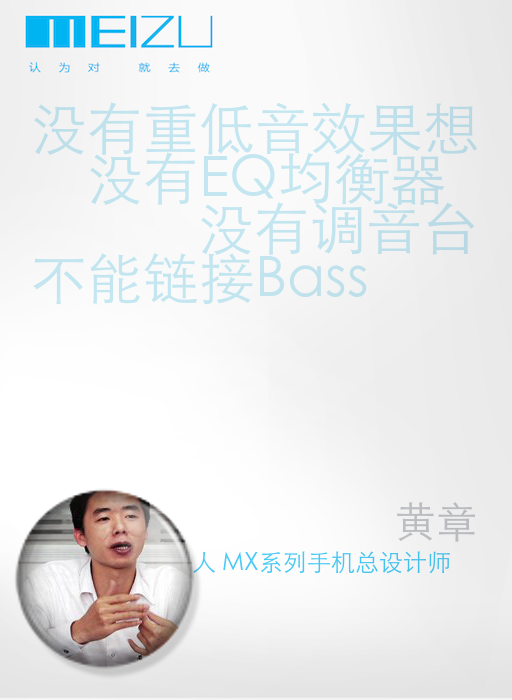 MEIZU
认为对 就去做
没有重低音效果想
没有EQ均衡器
没有调音台
不能链接Bass
黄章
人 MX系列手机总设计师